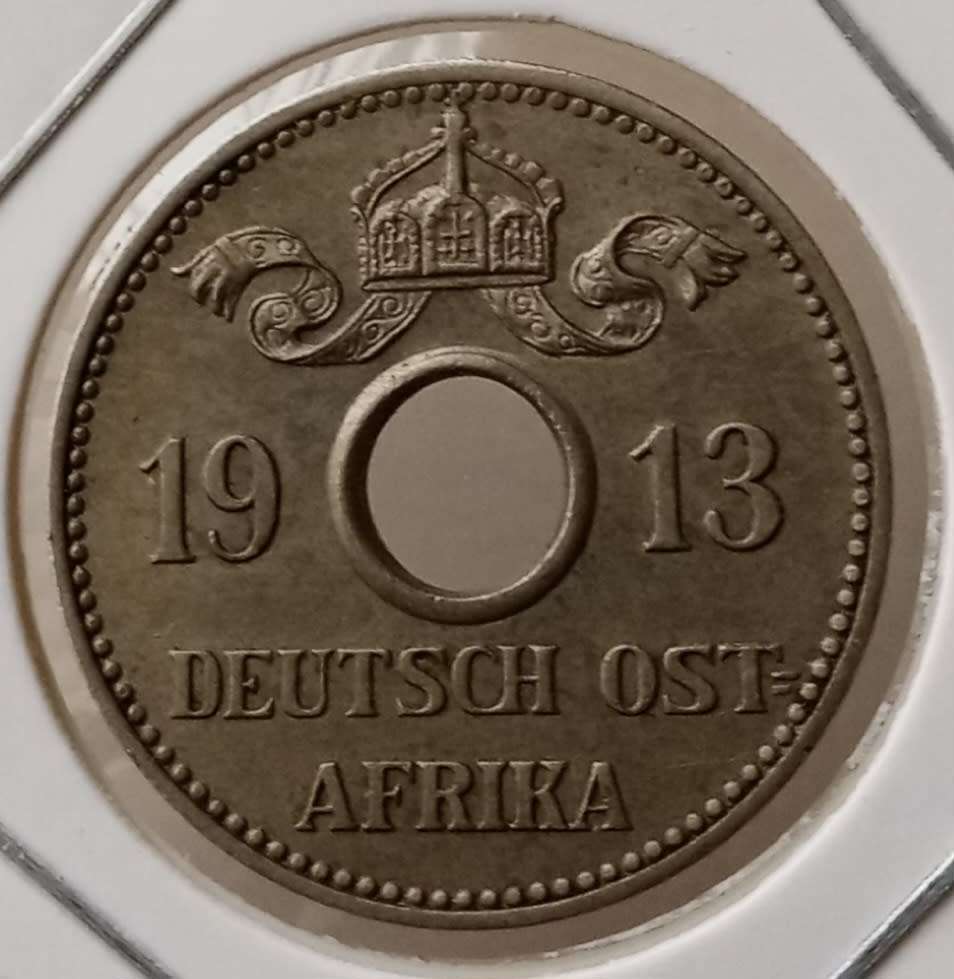 19 13
DEUTSCH OST=
AFRIKA